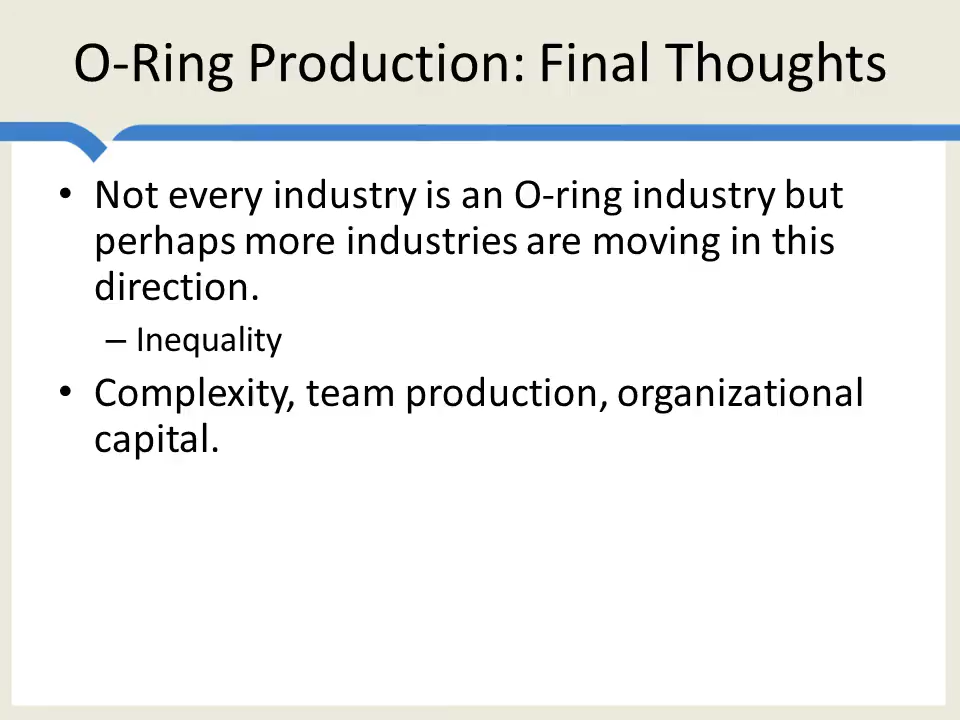 O-Ring Production: Final Thoughts
• Not every industry is an O-ring industry but
perhaps more industries are moving in this
direction.
– Inequality
• Complexity, team production, organizational
capital.